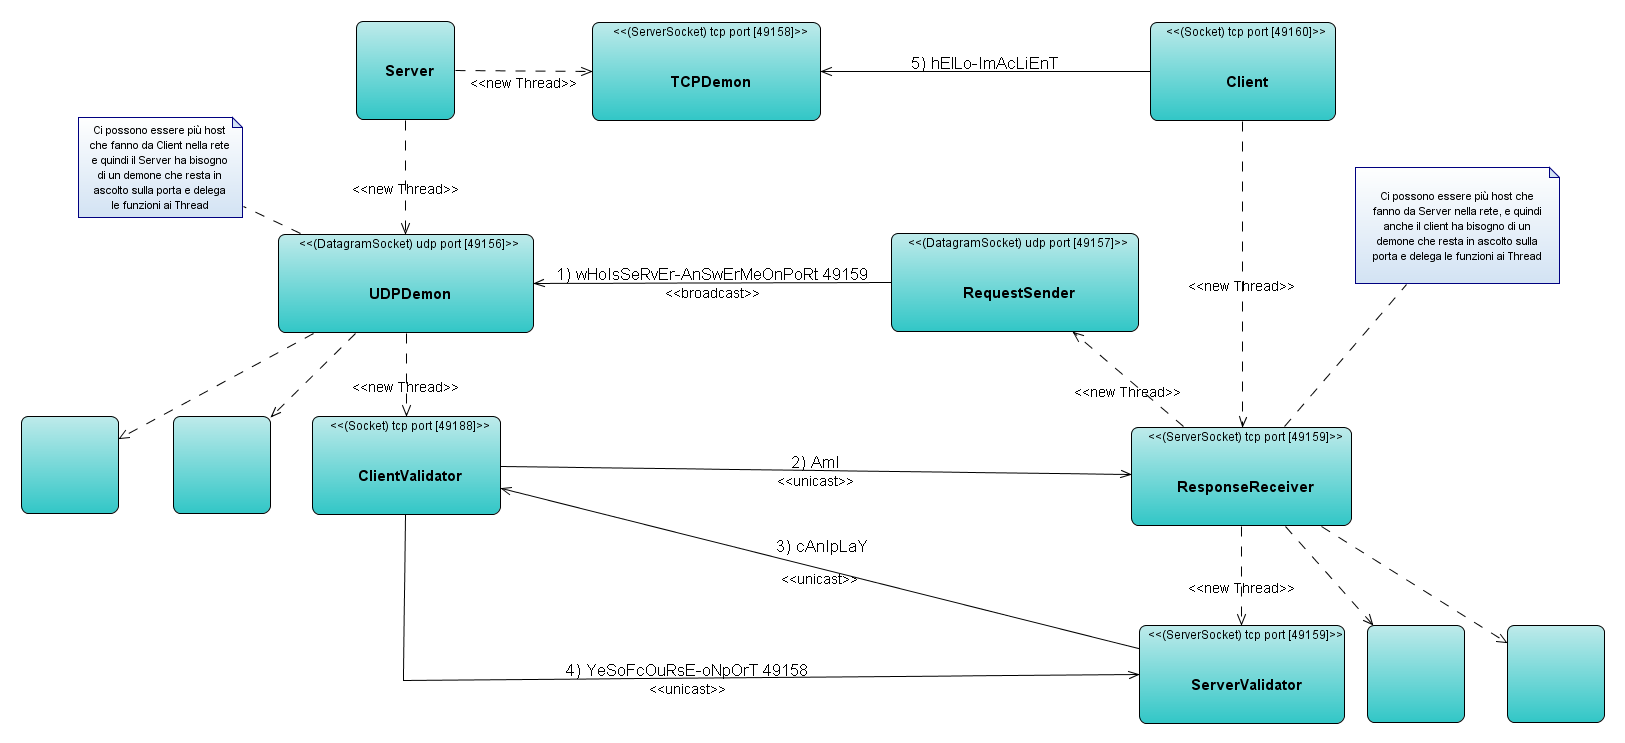 Server
<<new Thread>>
<<(ServerSocket) tcp port [49158]>>
TCPDemon
5) hElLo-ImAcLiEnT
<<(Socket) tcp port [49160]>>
Client
Ci possono essere più host
che fanno da Client nella rete
e quindi il Server ha bisogno
di un demone che resta in
ascolto sulla porta e delega
le funzioni ai Thread
<<new Thread>>
Ci possono essere più host che
fanno da Server nella rete, e quindi
anche il client ha bisogno di un
demone che resta in ascolto sulla
porta e delega le funzioni ai Thread
<<(DatagramSocket) udp port [49156]>>
UDPDemon
1) wHoIsSeRvEr-AnSwErMeOnPoRt 49159
<<broadcast>>
<<(DatagramSocket) udp port [49157]>>
RequestSender
<<new Thread>>
<<new Thread>>
<<new Thread>>
<<(Socket) tcp port [49188]>>
ClientValidator
2) AmI
<<unicast>>
<<(ServerSocket) tcp port [49159]>>
ResponseReceiver
3) cAnIpLaY
<<unicast>>
<<new Thread>>
4) YeSoFcOuRsE-oNpOrT 49158
<<unicast>>
<<(ServerSocket) tcp port [49159]>>
ServerValidator